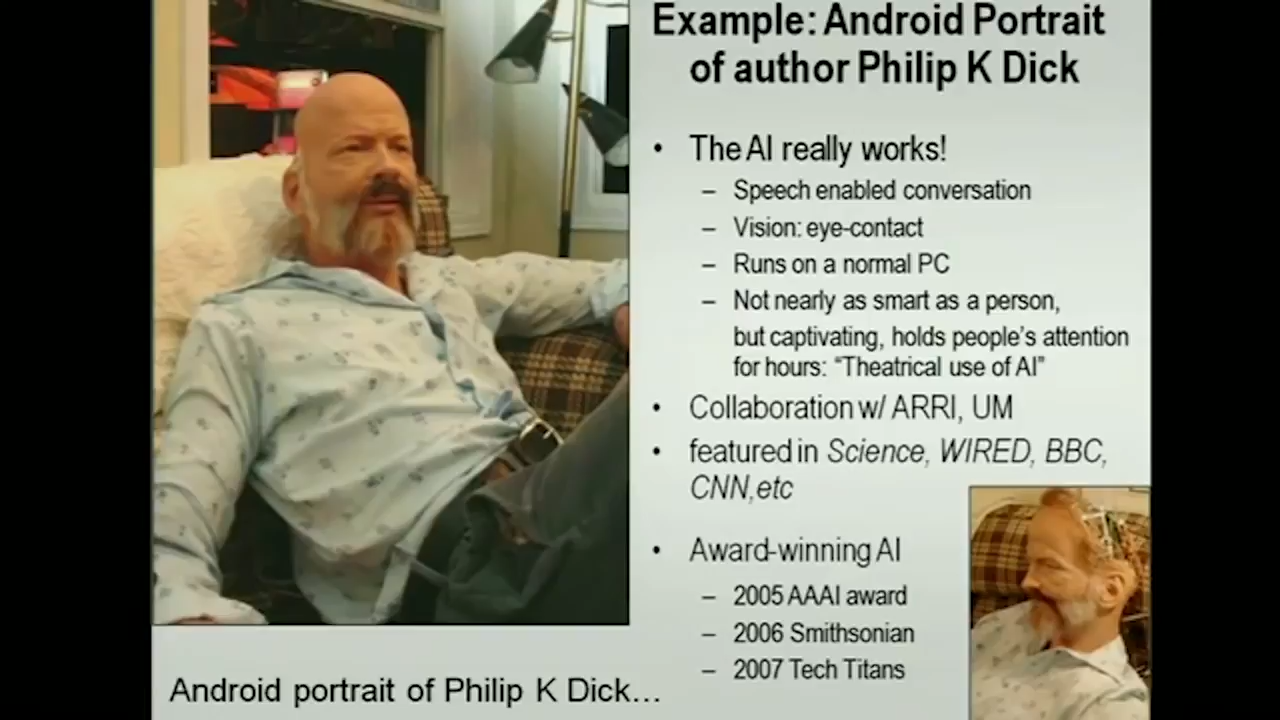 Example: Android Portrait
of author Philip K Dick
• The AI really works!
– Speech enabled conversation
– Vision: eye-contact
– Runs on a normal PC
– Not nearly as smart as a person,
but captivating, holds people's attention
for hours: “Theatrical use of AI”
• Collaboration w/ ARRI, UM
• featured in Science, WIRED, BBC,
CNN,etc
• Award-winning AI
– 2005 AAAI award
– 2006 Smithsonian
– 2007 Tech Titans
Android portrait of Philip K Dick...